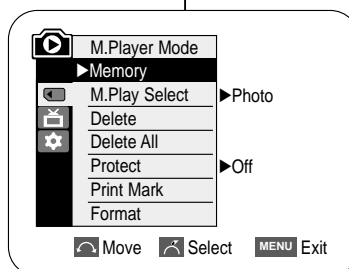 M.Player Mode
▶Memory
M.Play Select ▶Photo
Delete
Delete All
Protect ▶Off
Print Mark
Format
Move Select MENU Exit